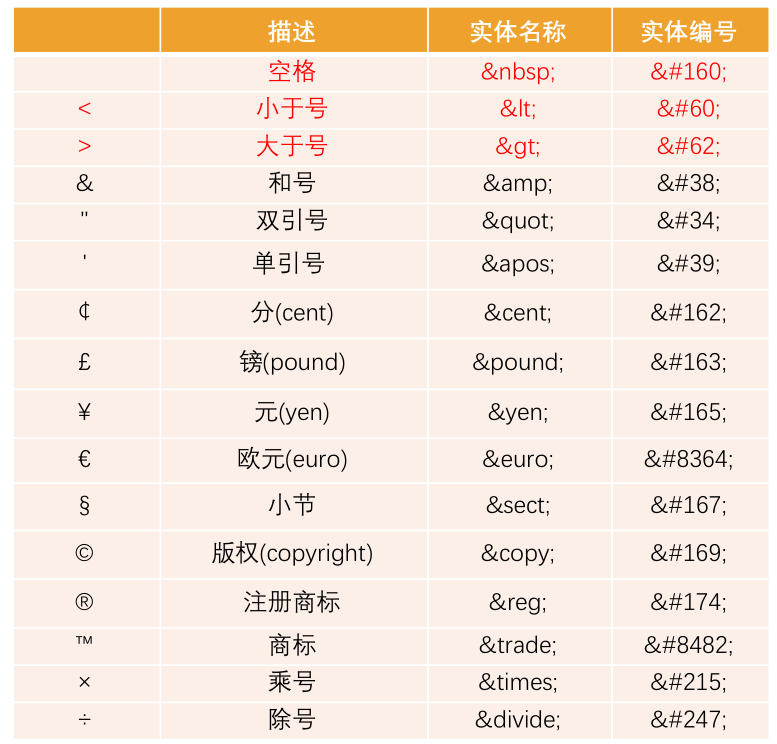 描述 实体名称 实体编号
空格 &nbsp; &#160;
< 小于号 &lt; &#60;
> 大于号 &gt; &#62;
& 和号 &amp; &#38;
" 双引号 &quot; &#34;
' 单引号 &apos; &#39;
¢ 分(cent) &cent; &#162;
£ 镑(pound) &pound; &#163;
¥ 元(yen) &yen; &#165;
€ 欧元(euro) &euro; &#8364;
§ 小节 &sect; &#167;
© 版权(copyright) &copy; &#169;
® 注册商标 &reg; &#174;
™ 商标 &trade; &#8482;
× 乘号 &times; &#215;
÷ 除号 &divide; &#247;